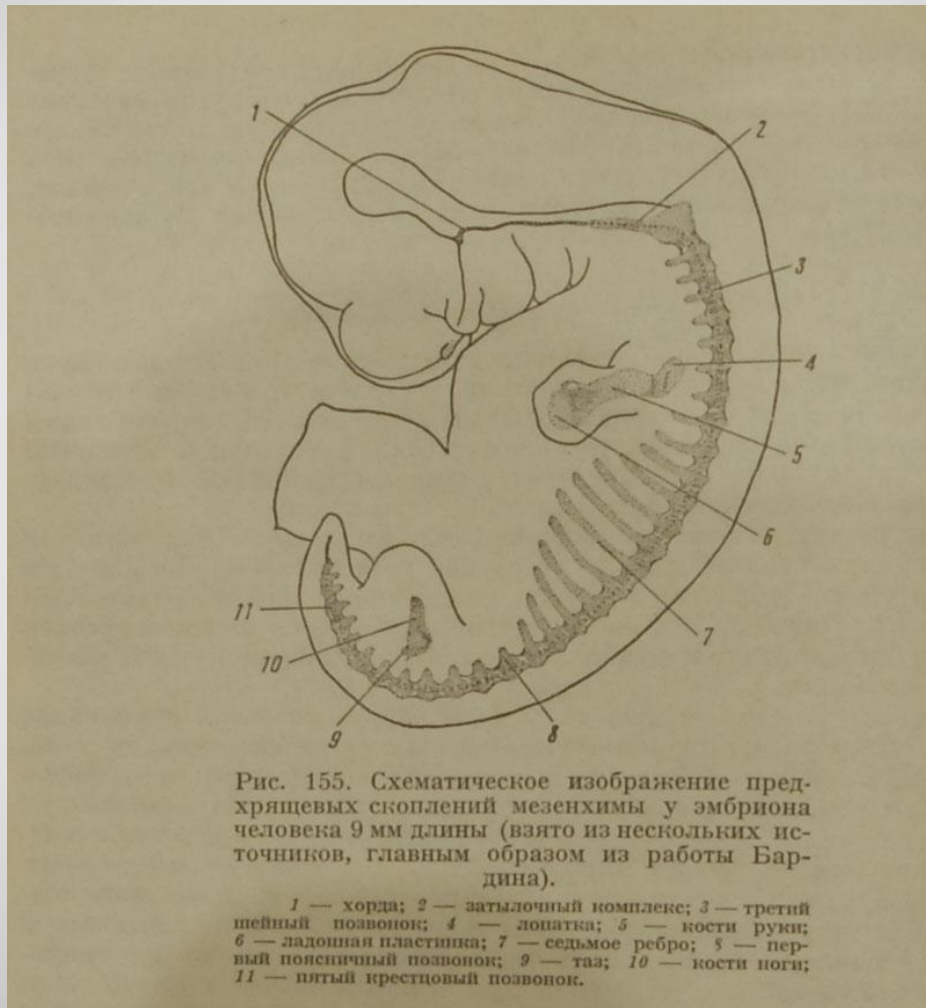 1
2
3
4
5
6
7
8
9
10
11
Рис. 155. Схематическое изображение пред-
хрящевых скоплений мезенхимы у эмбриона
человека 9 мм длины (взято из нескольких ис-
точников, главным образом из работы Бар-
дина).
1 — хорда; 2 — затылочный комплекс; 3 — третий
шейный позвонок; 4 — лопатка; 5 — кости руки;
6 — ладонная пластинка; 7 — седьмое ребро; 8 — пер-
вый поясничный позвонок; 9 — таз; 10 — кости ноги;
11 — пятый крестцовый позвонок.